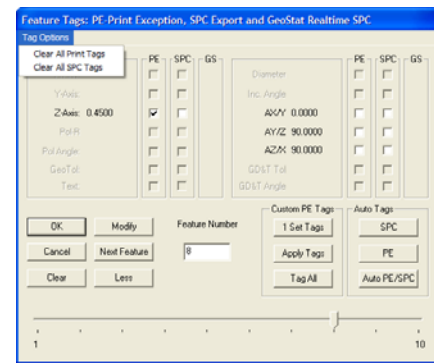 Feature Tags: PE-Print Exception, SPC Export and GeoStat Realtime SPC
Tag Options
Clear All Print Tags
Clear All SPC Tags
PE SPC GS PE SPC GS
Diameter
Y-Axis: Inc. Angle
Z-Axis: 0.4500 AX/Y 0.0000
Pol R AY/Z 90.0000
Pol Angle: AZ/X 90.0000
GeoTol: GD&T Tol
Text: GD&T Angle
Custom PE Tags Auto Tags
OK Modify Feature Number 1 Set Tags SPC
Cancel Next Feature 8 Apply Tags PE
Clear Less Tag All Auto PE/SPC
1 10